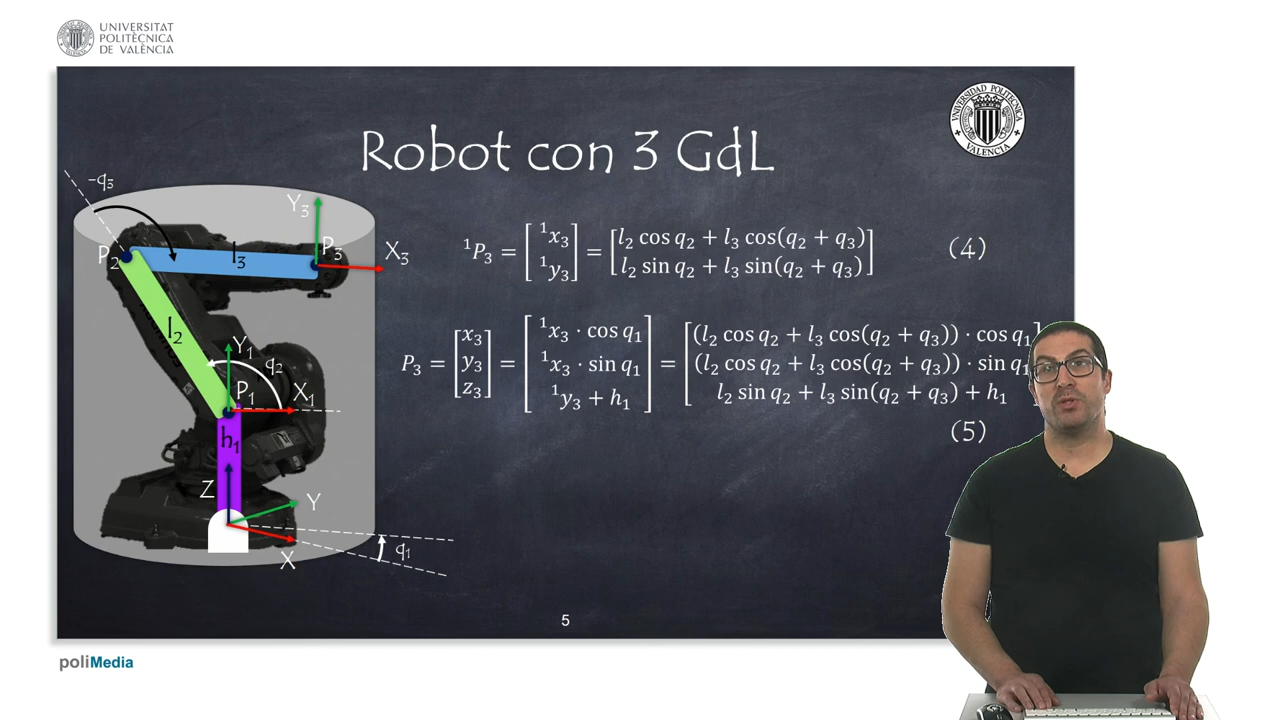 UNIVERSITAT
POLITÈCNICA
DE VALÈNCIA
UNIVERSIDAD POLITECNICA
VALENCIA
Robot con 3 GdL
-q₃
Y₃
P₂
l₃
P₃
X₃
l₂
Y₁
q₂
P₁
X₁
h₁
Z
Y
X
q₁
¹P₃ = [¹x₃ ¹y₃] = [l₂ cos q₂ + l₃ cos(q₂ + q₃)
l₂ sin q₂ + l₃ sin(q₂ + q₃)] (4)
P₃ = [x₃ y₃ z₃] = [¹x₃ · cos q₁ ¹x₃ · sin q₁ ¹y₃ + h₁] = [(l₂ cos q₂ + l₃ cos(q₂ + q₃)) · cos q₁
(l₂ cos q₂ + l₃ cos(q₂ + q₃)) · sin q₁
l₂ sin q₂ + l₃ sin(q₂ + q₃) + h₁]
(5)
5
poliMedia